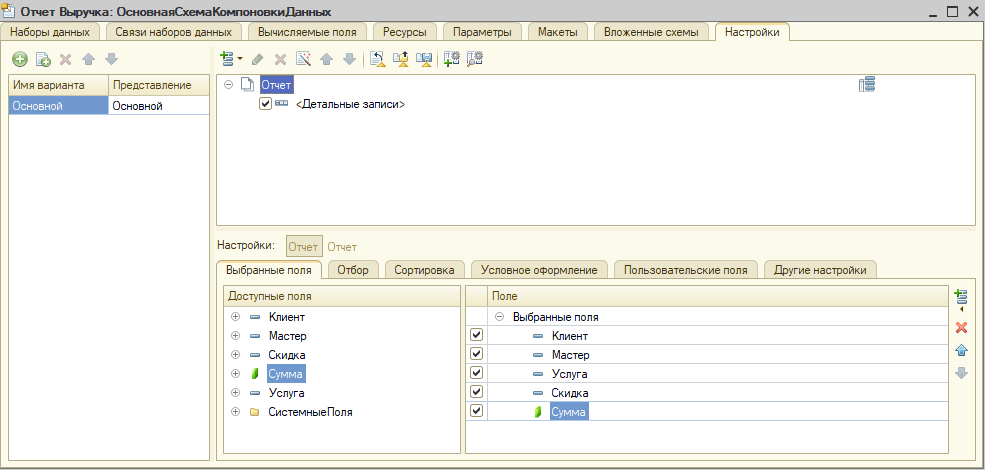 Отчет Выручка: ОсновнаяСхемаКомпоновкиДанных
Наборы данных Связи наборов данных Вычисляемые поля Ресурсы Параметры Макеты Вложенные схемы Настройки
Имя варианта Представление
Основной Основной
Отчет
<Детальные записи>
Настройки: Отчет Отчет
Выбранные поля Отбор Сортировка Условное оформление Пользовательские поля Другие настройки
Доступные поля
Клиент
Мастер
Скидка
Сумма
Услуга
СистемныеПоля
Поле
Выбранные поля
Клиент
Мастер
Услуга
Скидка
Сумма